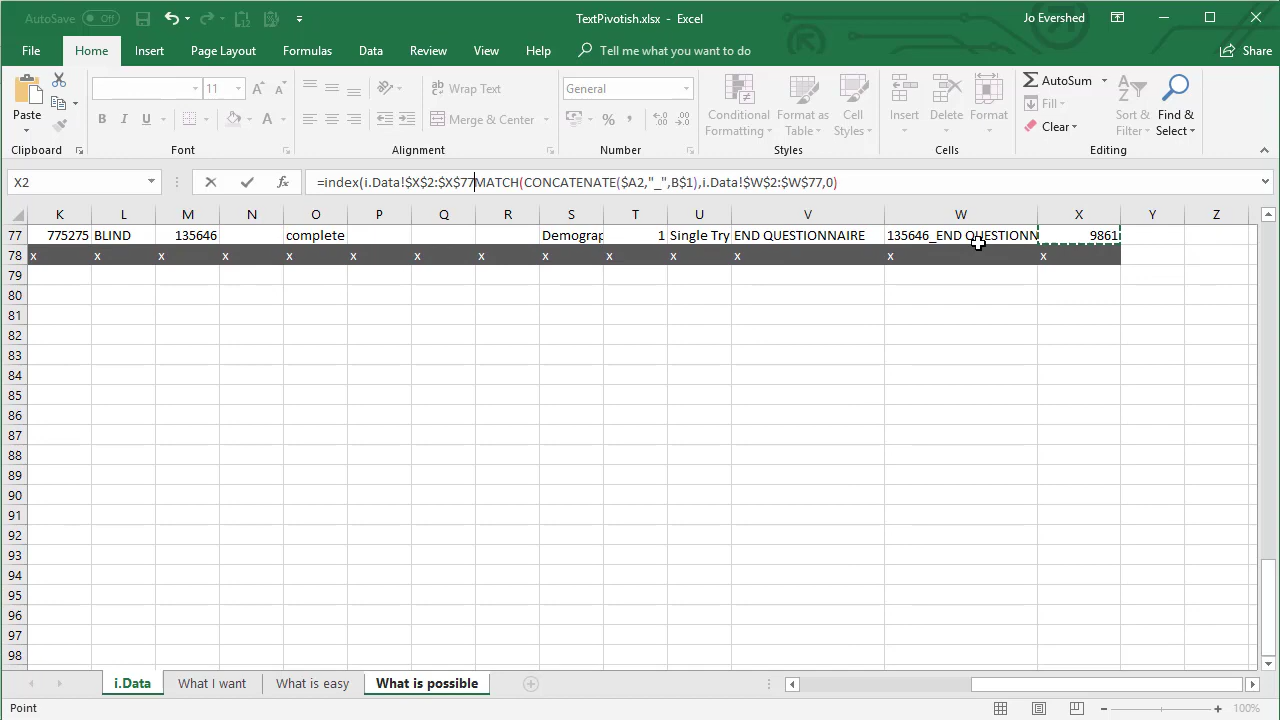 AutoSave Off TextPivotish.xlsx - Excel Jo Evershed
File Home Insert Page Layout Formulas Data Review View Help Tell me what you want to do Share
Paste 11 A A Wrap Text General Conditional Formatting Format as Table Cell Styles Insert Delete Format AutoSum Sort & Filter Find & Select
B I U A Merge & Center % Fill
Clear
Clipboard Font Alignment Number Styles Cells Editing
X2 fx =index(i.Data!$X$2:$X$77MATCH(CONCATENATE($A2,"_",B$1),i.Data!$W$2:$W$77,0)
K L M N O P Q R S T U V W X Y Z
77 775275 BLIND 135646 complete Demograp 1 Single Try END QUESTIONNAIRE 135646_END QUESTIONN 9861
78 x x x x x x x x x x x x x x
79
80
81
82
83
84
85
86
87
88
89
90
91
92
93
94
95
96
97
98
i.Data What I want What is easy What is possible
Point 100%